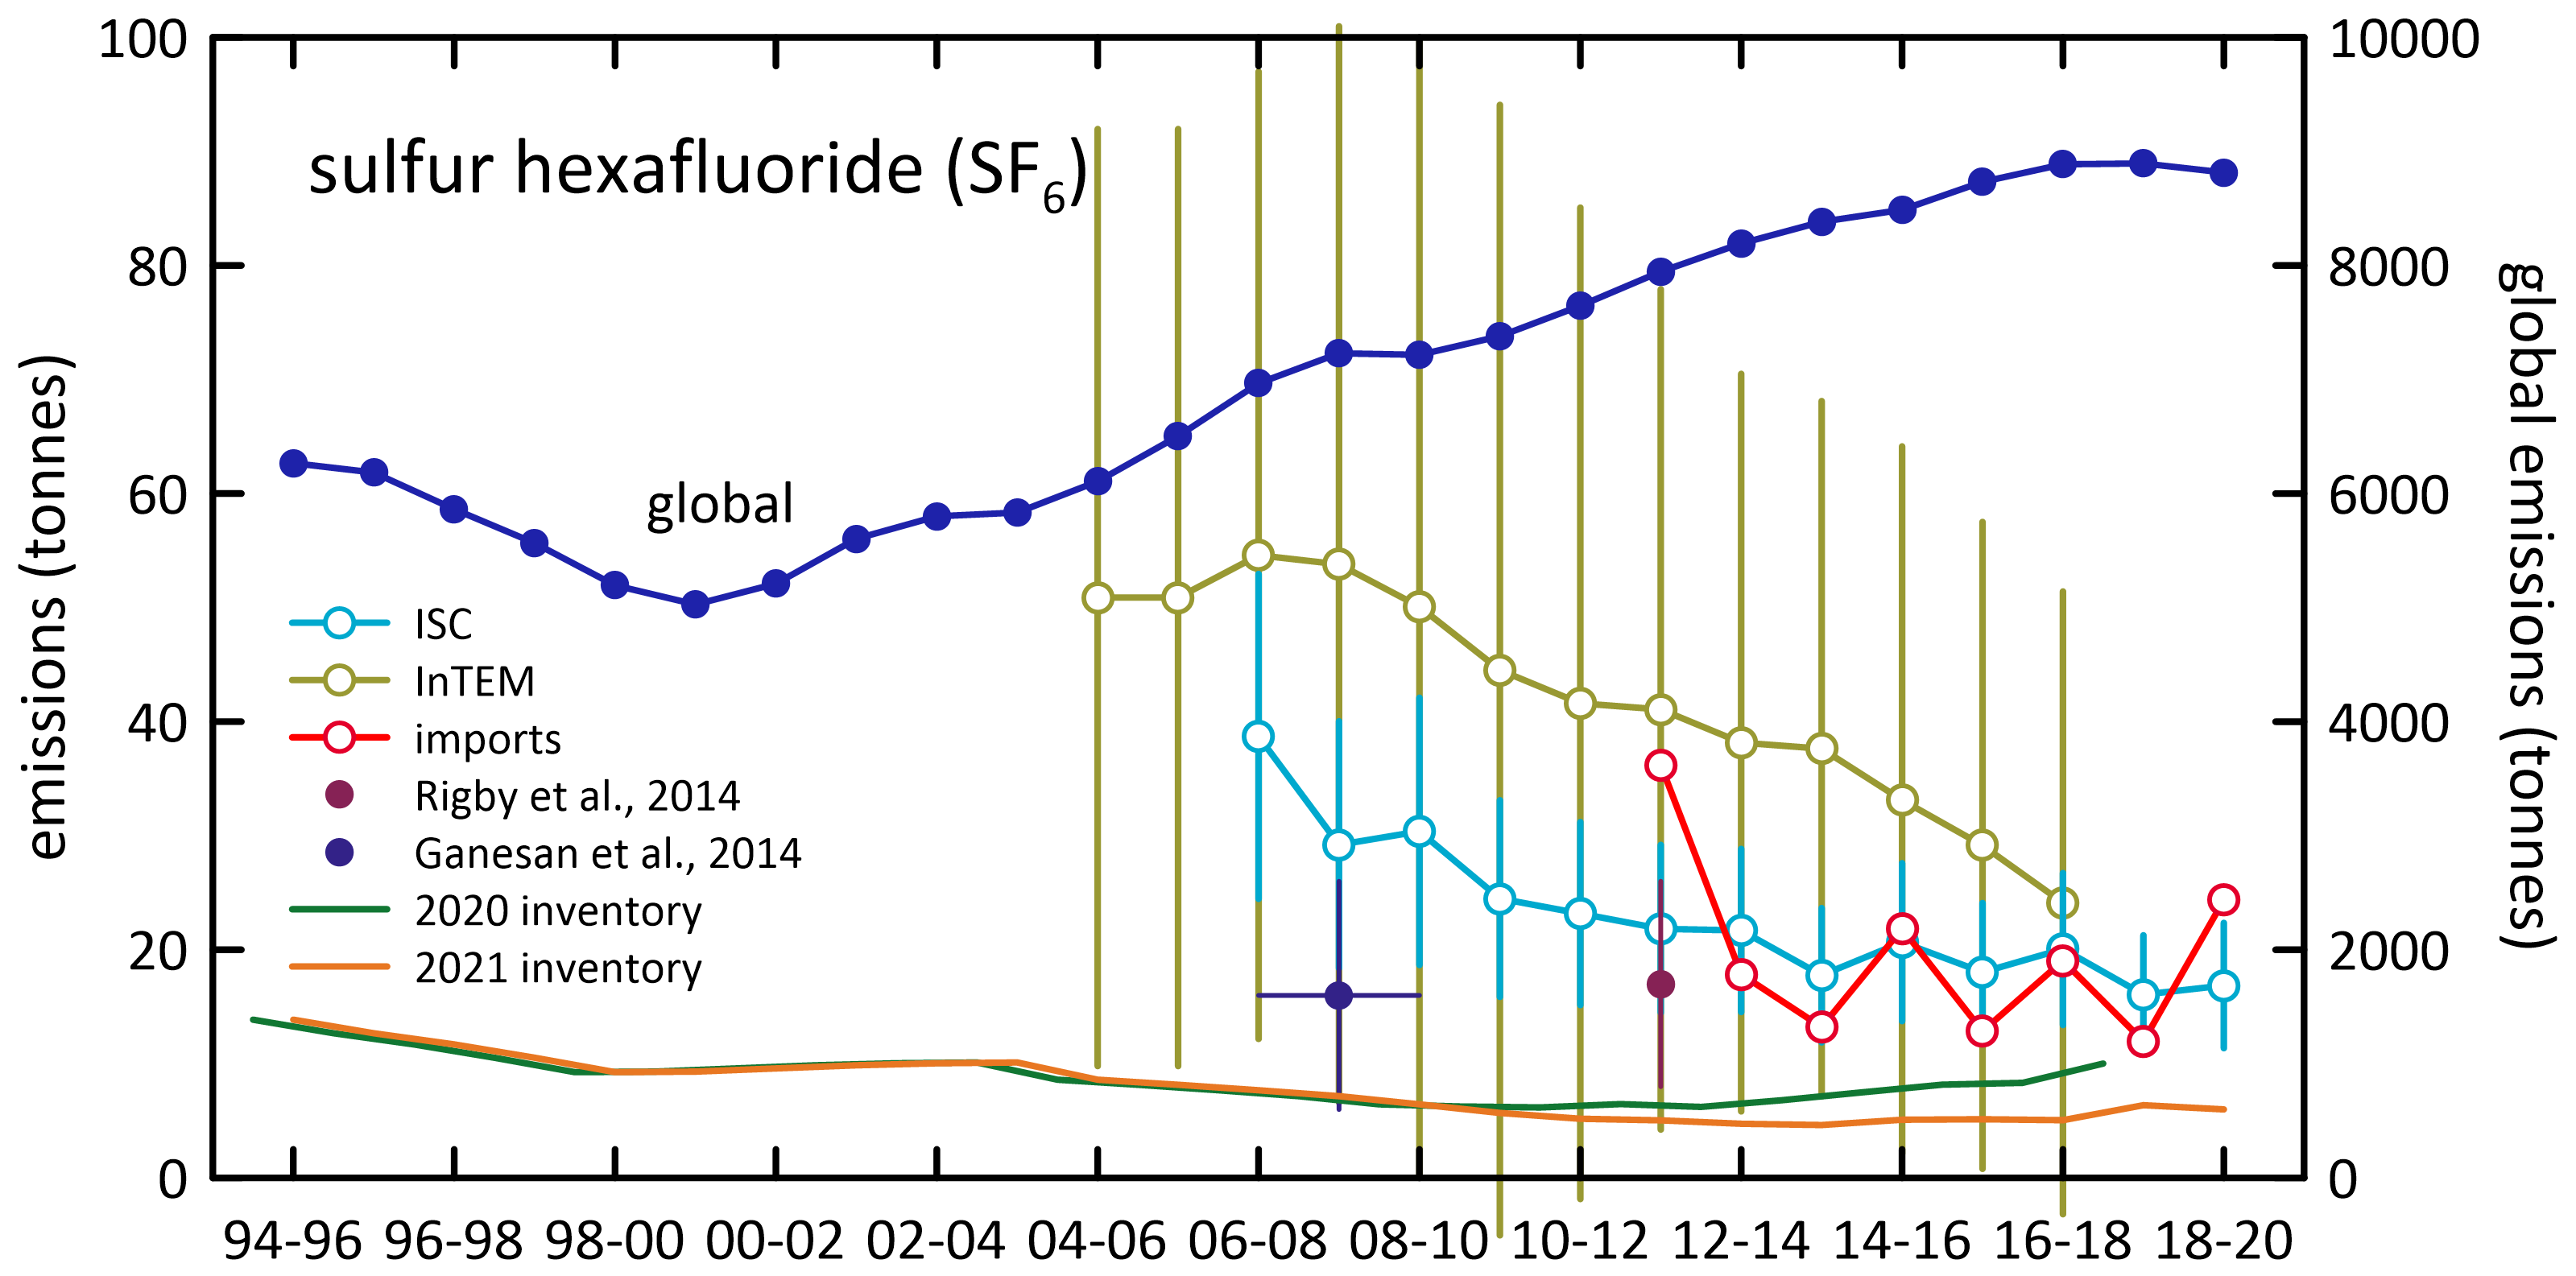 100
80
60
40
20
0
emissions (tonnes)
sulfur hexafluoride (SF₆)
global
ISC
InTEM
imports
Rigby et al., 2014
Ganesan et al., 2014
2020 inventory
2021 inventory
10000
8000
6000
4000
2000
0
global emissions (tonnes)
94-96 96-98 98-00 00-02 02-04 04-06 06-08 08-10 10-12 12-14 14-16 16-18 18-20